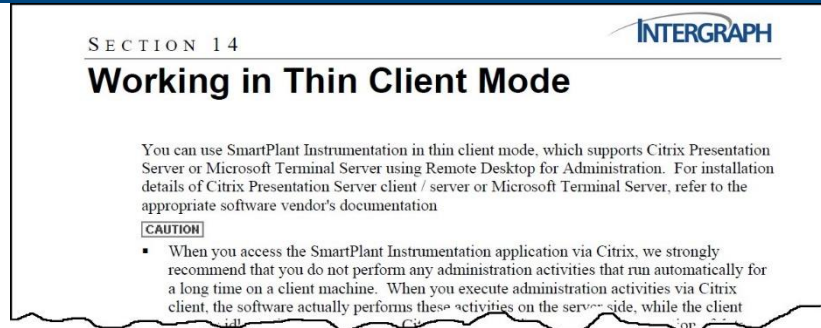 INTERGRAPH
SECTION 14
Working in Thin Client Mode
You can use SmartPlant Instrumentation in thin client mode, which supports Citrix Presentation
Server or Microsoft Terminal Server using Remote Desktop for Administration. For installation
details of Citrix Presentation Server client / server or Microsoft Terminal Server, refer to the
appropriate software vendor's documentation
CAUTION
▪ When you access the SmartPlant Instrumentation application via Citrix, we strongly
recommend that you do not perform any administration activities that run automatically for
a long time on a client machine. When you execute administration activities via Citrix
client, the software actually performs these activities on the server side, while the client